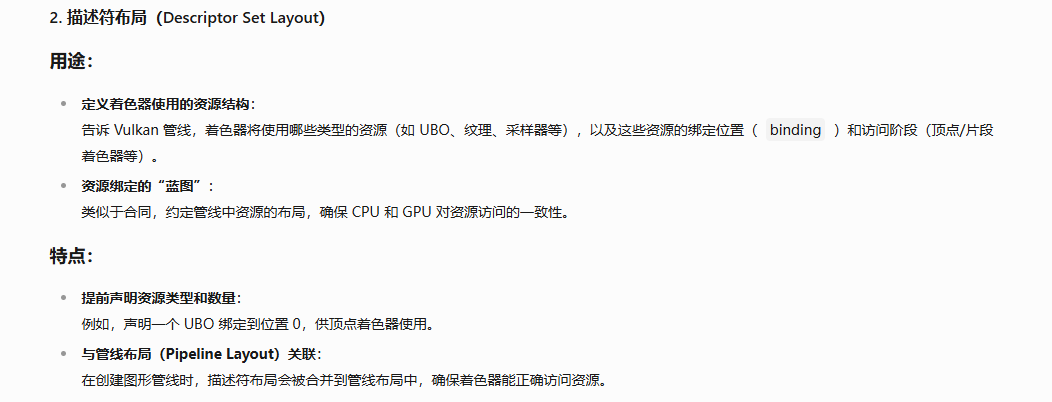 2. 描述符布局（Descriptor Set Layout）
用途：
定义着色器使用的资源结构：
告诉 Vulkan 管线，着色器将使用哪些类型的资源（如 UBO、纹理、采样器等），以及这些资源的绑定位置（ binding ）和访问阶段（顶点/片段
着色器等）。
资源绑定的“蓝图”：
类似于合同，约定管线中资源的布局，确保 CPU 和 GPU 对资源访问的一致性。
特点：
提前声明资源类型和数量：
例如，声明一个 UBO 绑定到位置 0，供顶点着色器使用。
与管线布局（Pipeline Layout）关联：
在创建图形管线时，描述符布局会被合并到管线布局中，确保着色器能正确访问资源。